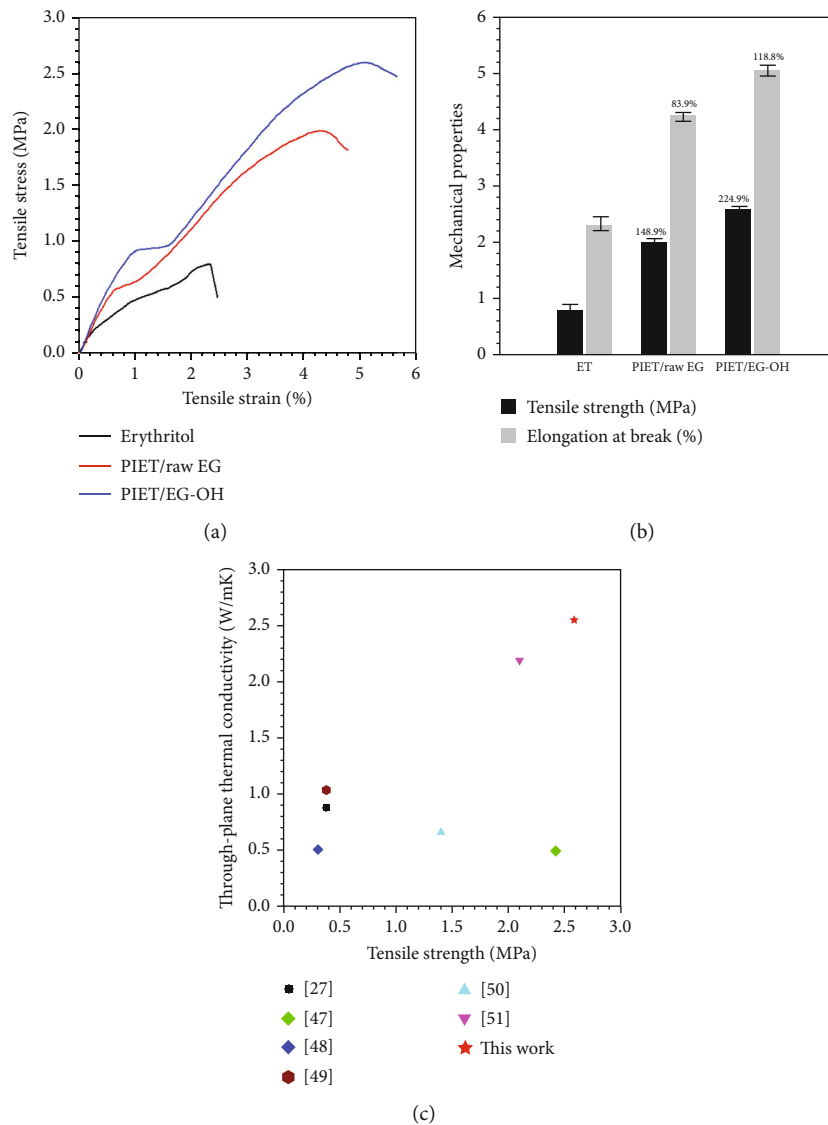 3.0
2.5
2.0
1.5
1.0
0.5
0.0
Tensile stress (MPa)
0 1 2 3 4 5 6
Tensile strain (%)
Erythritol
PIET/raw EG
PIET/EG-OH
(a)
6
5
4
3
2
1
0
Mechanical properties
148.9%
83.9%
224.9%
118.8%
ET PIET/raw EG PIET/EG-OH
Tensile strength (MPa)
Elongation at break (%)
(b)
3.0
2.5
2.0
1.5
1.0
0.5
0.0
Through-plane thermal conductivity (W/mK)
0.0 0.5 1.0 1.5 2.0 2.5 3.0
Tensile strength (MPa)
[27]
[47]
[48]
[49]
[50]
[51]
This work
(c)